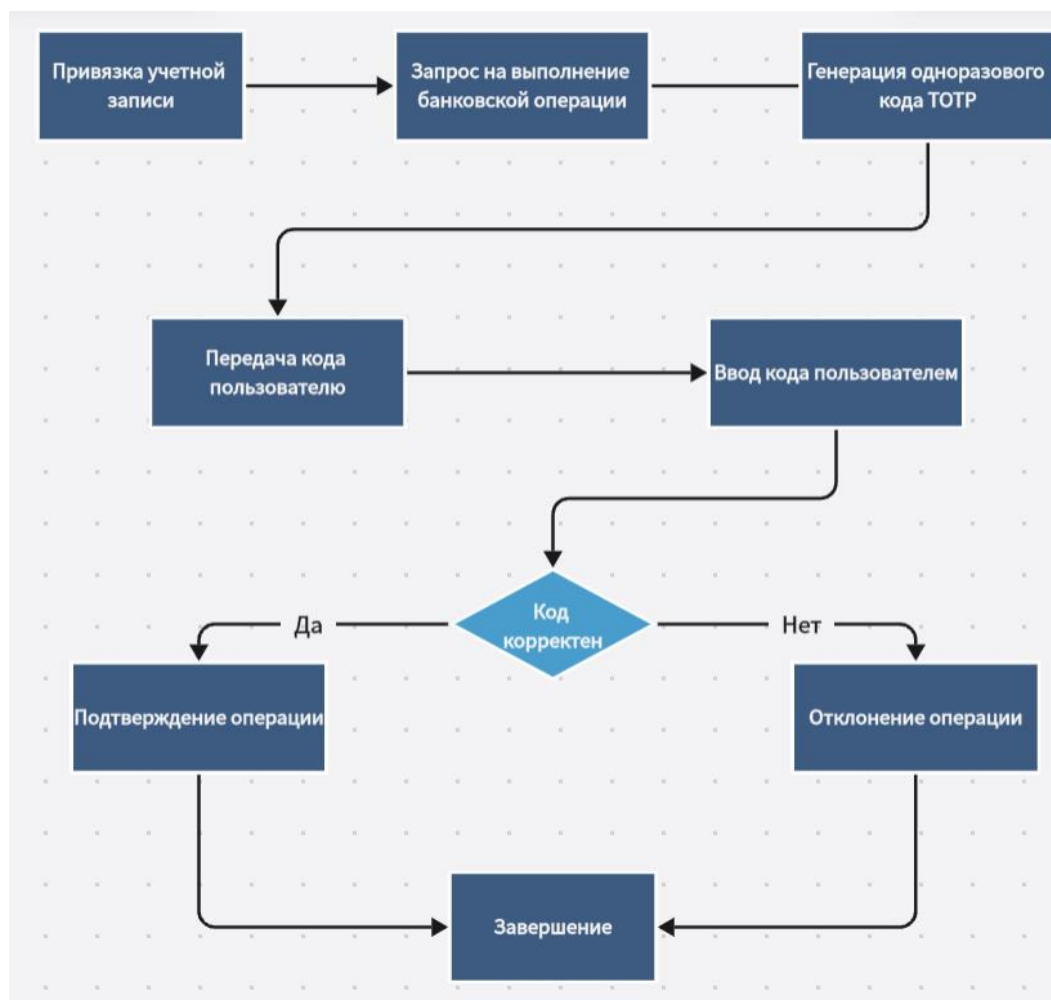 Привязка учетной
записи
Запрос на выполнение
банковской операции
Генерация одноразового
кода TOTP
Передача кода
пользователю
Ввод кода пользователем
Код
корректен
Да
Нет
Подтверждение операции
Отклонение операции
Завершение